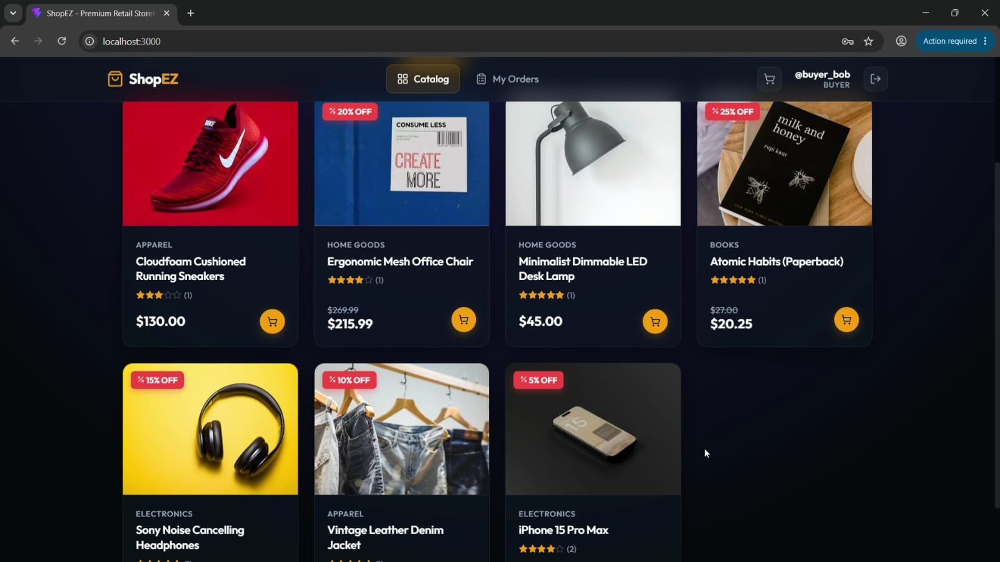 ShopEZ - Premium Retail Storef
localhost:3000
Action required
ShopEZ
Catalog
My Orders
@buyer_bob
BUYER
NIKE
% 20% OFF
CONSUME LESS
CREATE
MORE
% 25% OFF
milk and
honey
rupi kaur
APPAREL
Cloudfoam Cushioned
Running Sneakers
(1)
$130.00
HOME GOODS
Ergonomic Mesh Office Chair
(1)
$269.99
$215.99
HOME GOODS
Minimalist Dimmable LED
Desk Lamp
(1)
$45.00
BOOKS
Atomic Habits (Paperback)
(1)
$27.00
$20.25
% 15% OFF
% 10% OFF
% 5% OFF
15
ELECTRONICS
Sony Noise Cancelling
Headphones
APPAREL
Vintage Leather Denim
Jacket
ELECTRONICS
iPhone 15 Pro Max
(2)